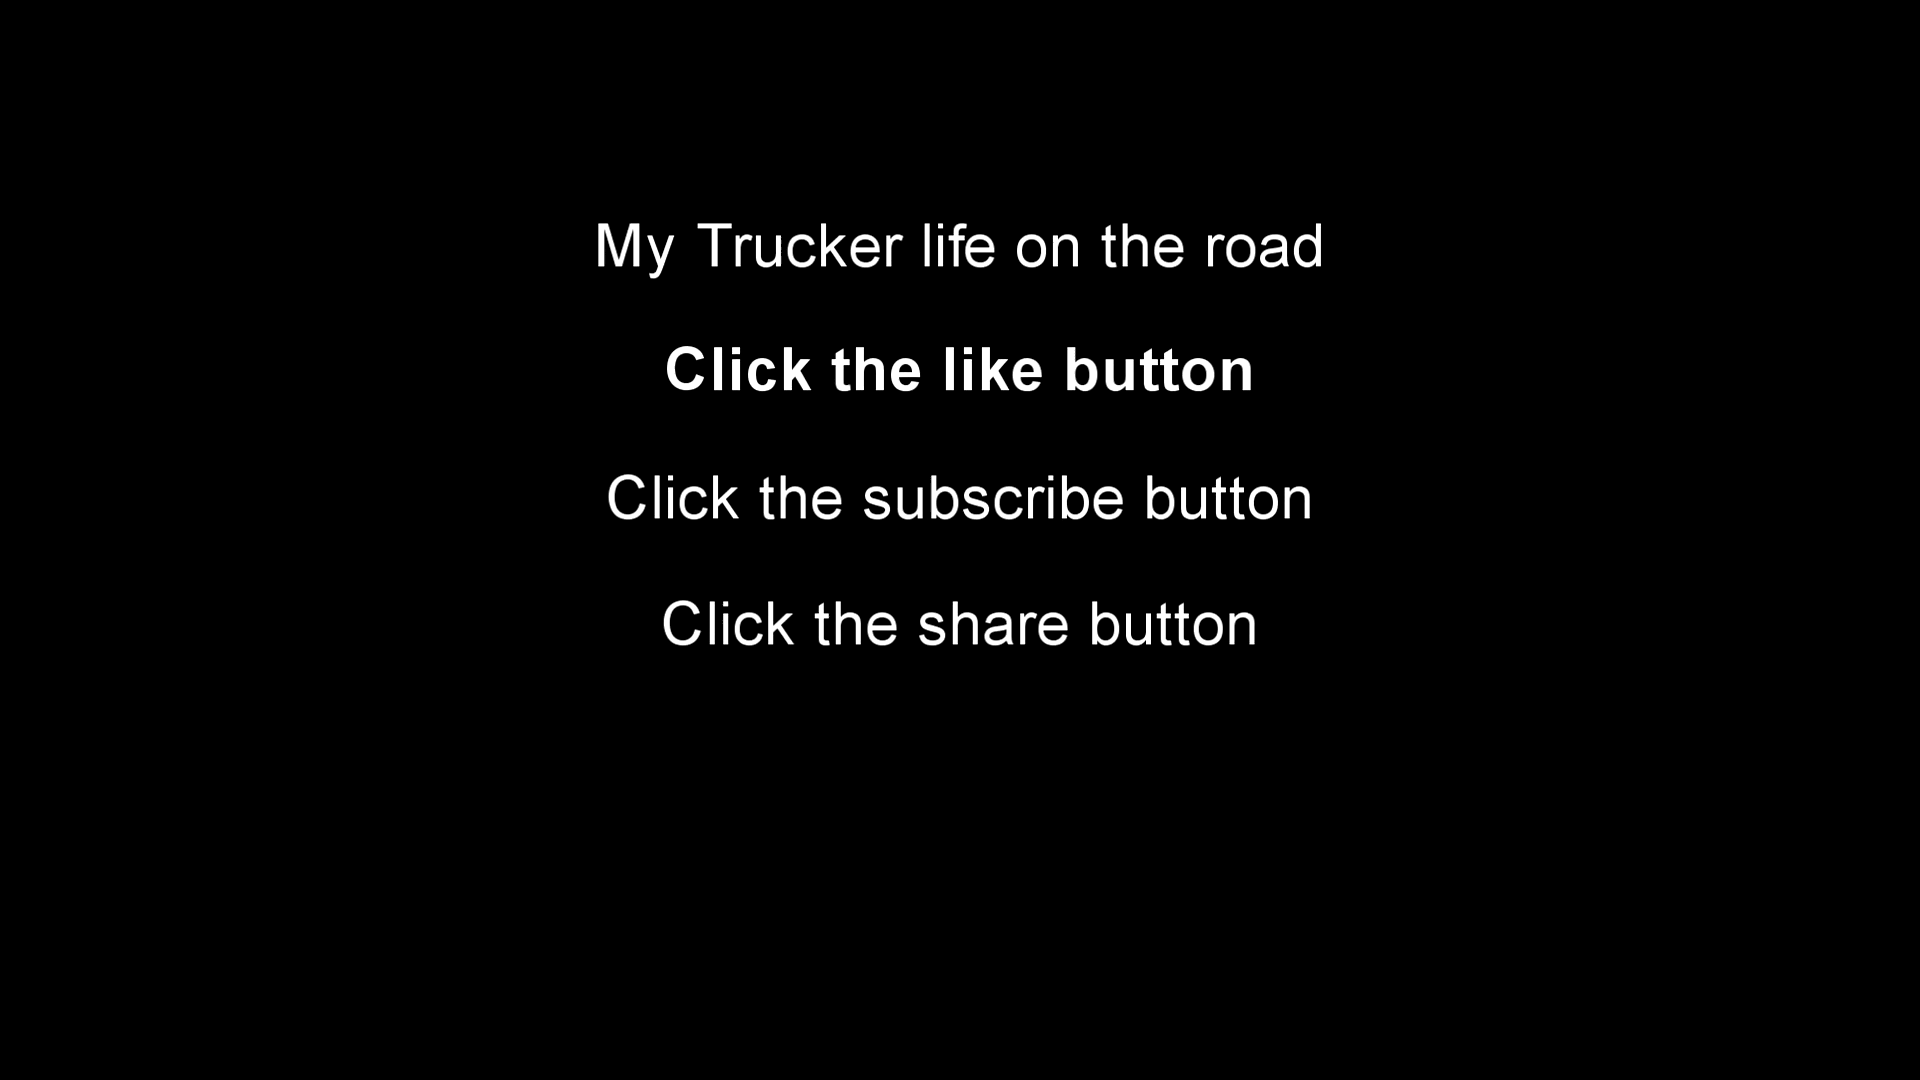 My Trucker life on the road
Click the like button
Click the subscribe button
Click the share button